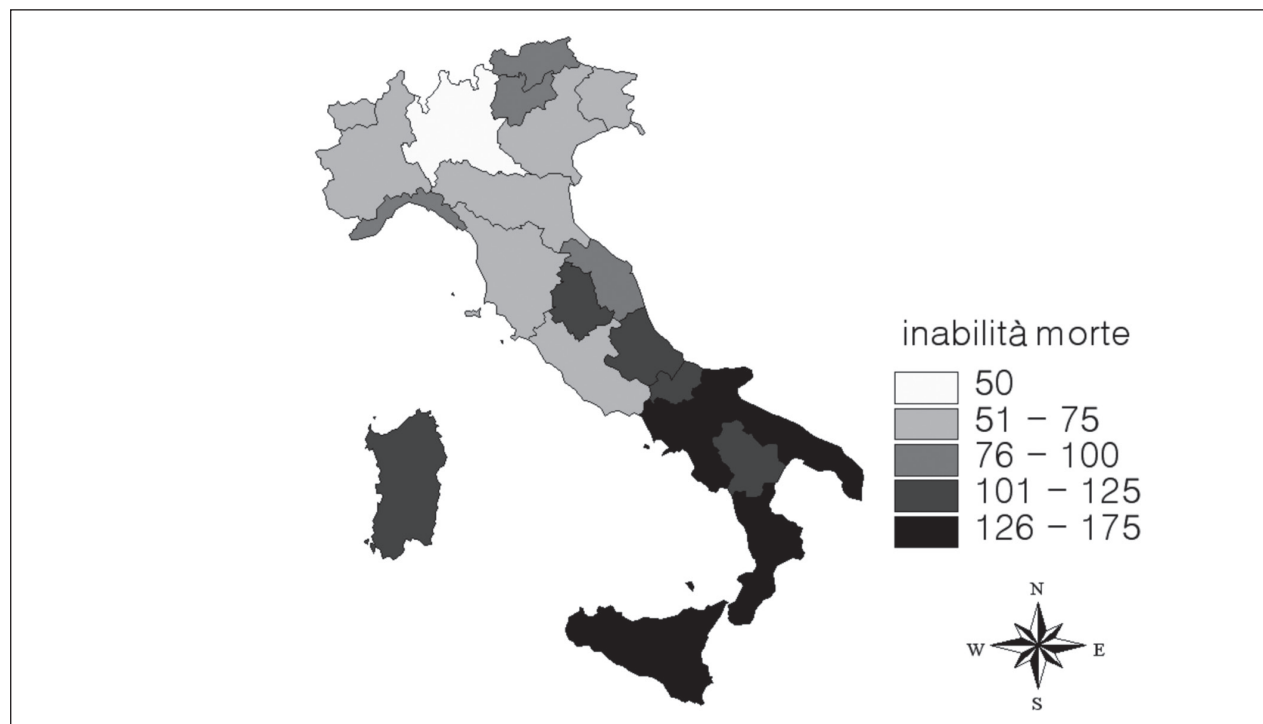 inabilità morte
50
51 – 75
76 – 100
101 – 125
126 – 175
N
W E
S